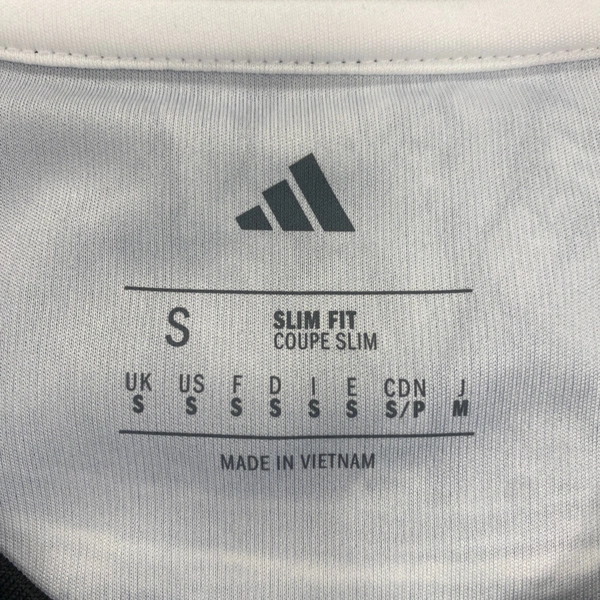 S
SLIM FIT
COUPE SLIM
UK US F D I E CDN J
S S S S S S S/P M
MADE IN VIETNAM